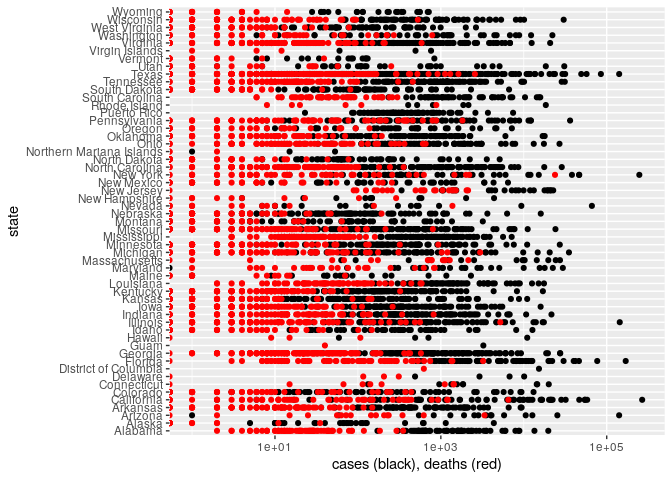 Wyoming
Wisconsin
West Virginia
Washington
Virginia
Virgin Islands
Vermont
Utah
Texas
Tennessee
South Dakota
South Carolina
Rhode Island
Puerto Rico
Pennsylvania
Oregon
Oklahoma
Ohio
Northern Mariana Islands
North Dakota
North Carolina
New York
New Mexico
New Jersey
New Hampshire
Nevada
Nebraska
Montana
Missouri
Mississippi
Minnesota
Michigan
Massachusetts
Maryland
Maine
Louisiana
Kentucky
Kansas
Iowa
Indiana
Illinois
Idaho
Hawaii
Guam
Georgia
Florida
District of Columbia
Delaware
Connecticut
Colorado
California
Arkansas
Arizona
Alaska
Alabama
state
1e+01 1e+03 1e+05
cases (black), deaths (red)